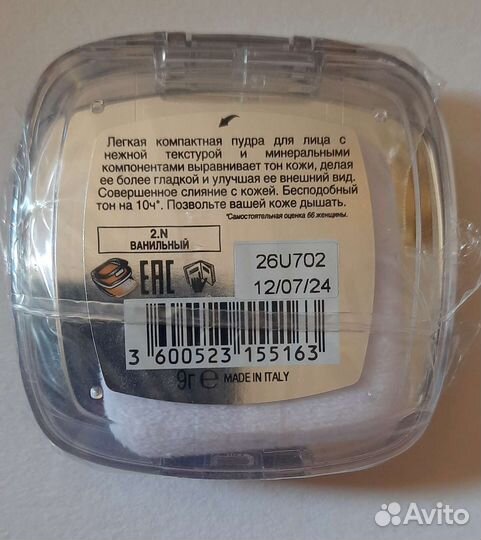 Легкая компактная пудра для лица с
нежной текстурой и минеральными
компонентами выравнивает тон кожи, делая
ее более гладкой и улучшая ее внешний вид.
Совершенное слияние с кожей. Бесподобный
тон на 10ч*. Позвольте вашей коже дышать.
*Самостоятельная оценка 66 женщины.
2.N
ВАНИЛЬНЫЙ
EAC
26U702
12/07/24
3 600523 155163
9г e MADE IN ITALY
Avito